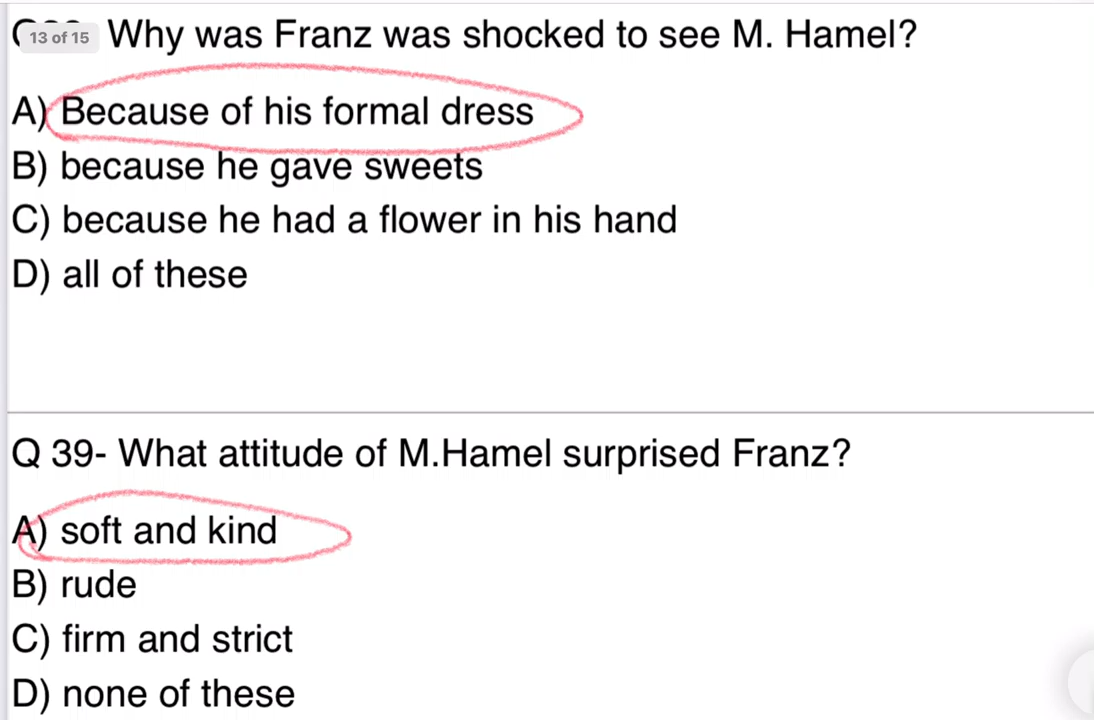 13 of 15 Why was Franz was shocked to see M. Hamel?
A) Because of his formal dress
B) because he gave sweets
C) because he had a flower in his hand
D) all of these
Q 39- What attitude of M.Hamel surprised Franz?
A) soft and kind
B) rude
C) firm and strict
D) none of these